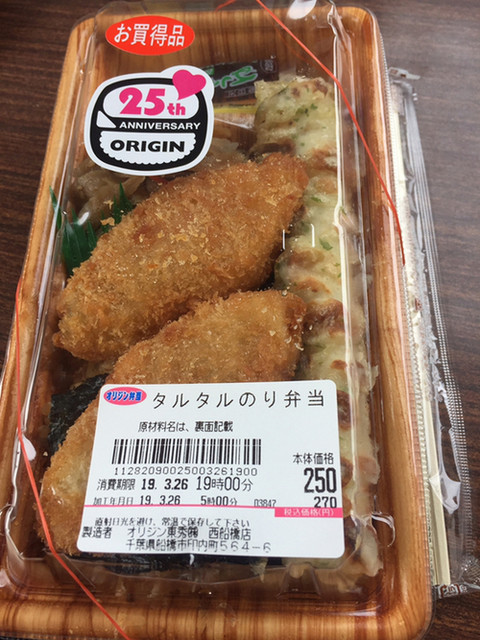 お買得品
25th
ANNIVERSARY
ORIGIN
オリジン弁當 タルタルのり弁当
原材料名は、裏面記載
11282090025003261900
本体価格
250
消費期限 19. 3.26 19時00分
加工年月日 19. 3.26 5時00分 03847
270
税込価格(円)
直射日光を避け、常温で保存して下さい
製造者 オリジン東秀㈱ 西船橋店
千葉県船橋市印内町564-6